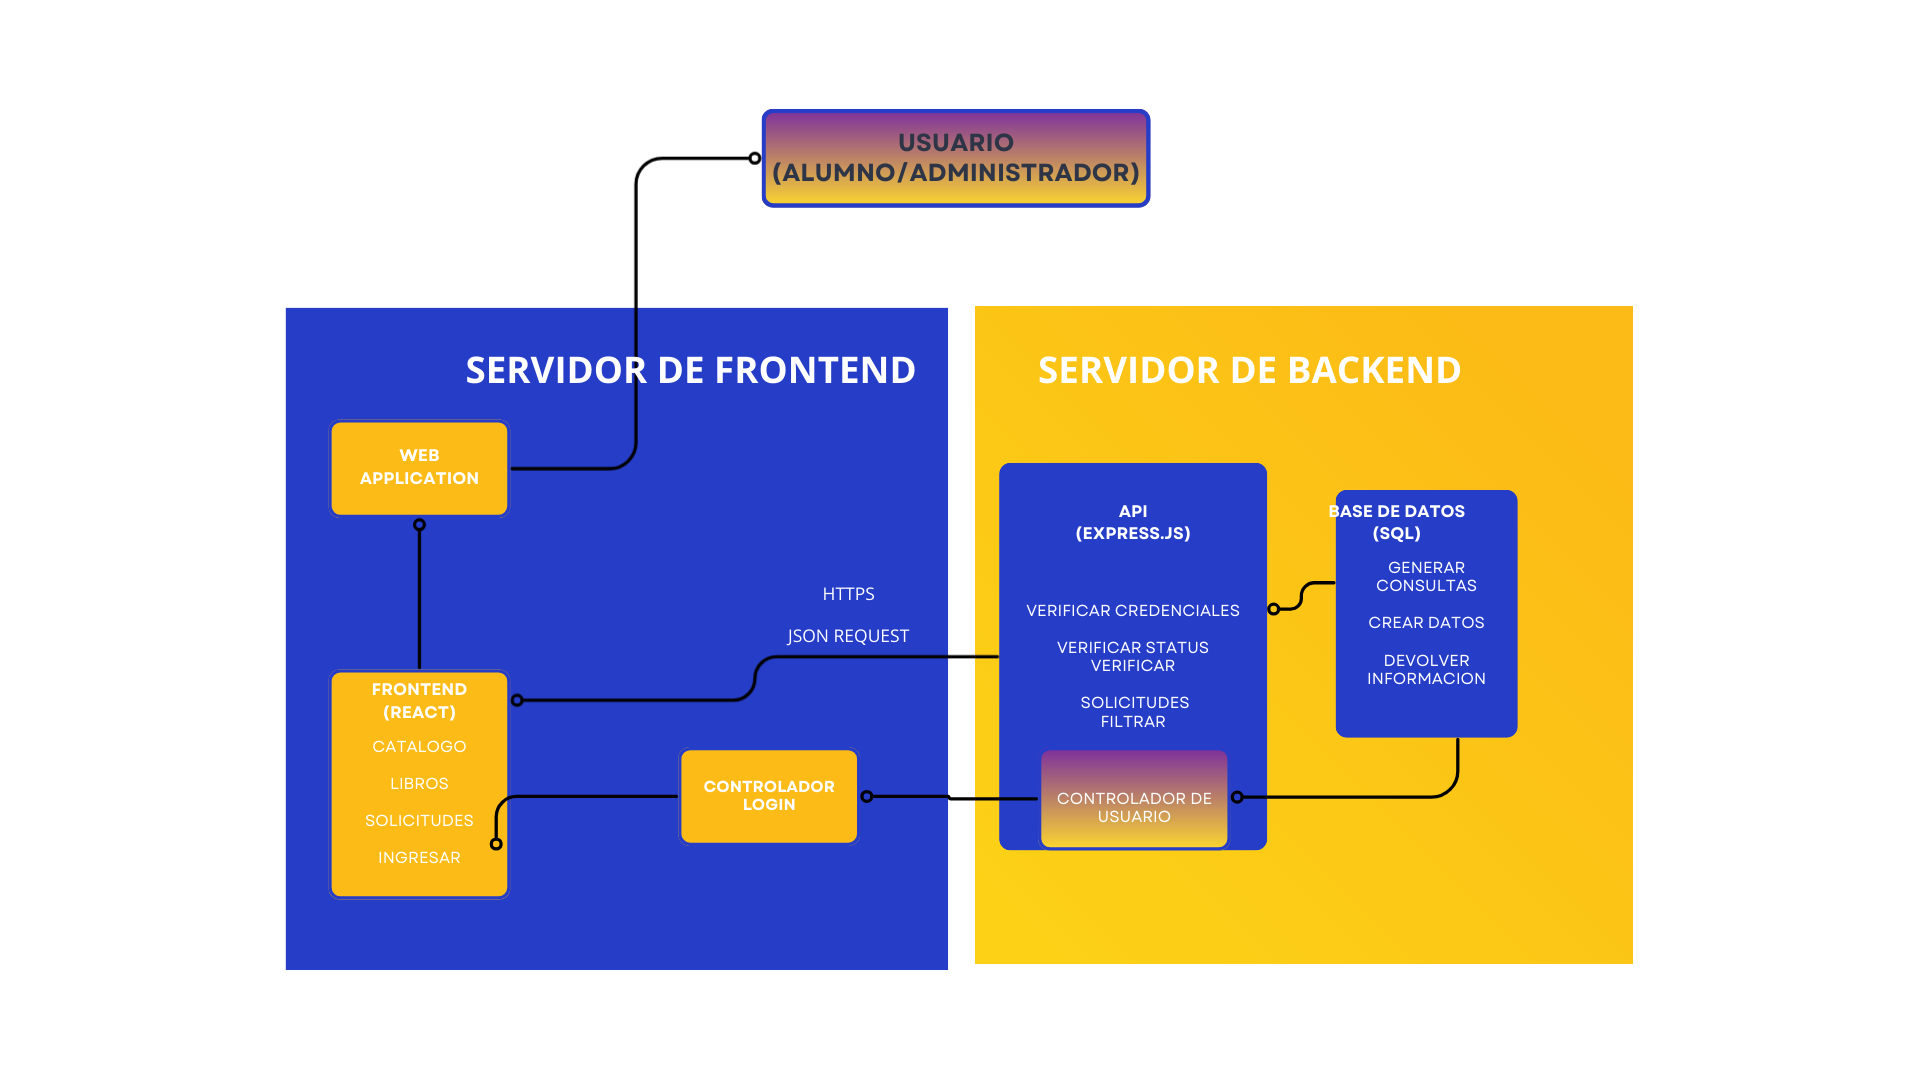 USUARIO
(ALUMNO/ADMINISTRADOR)
SERVIDOR DE FRONTEND
WEB
APPLICATION
HTTPS
JSON REQUEST
FRONTEND
(REACT)
CATALOGO
LIBROS
SOLICITUDES
INGRESAR
CONTROLADOR
LOGIN
SERVIDOR DE BACKEND
API
(EXPRESS.JS)
VERIFICAR CREDENCIALES
VERIFICAR STATUS
VERIFICAR
SOLICITUDES
FILTRAR
CONTROLADOR DE
USUARIO
BASE DE DATOS
(SQL)
GENERAR
CONSULTAS
CREAR DATOS
DEVOLVER
INFORMACION